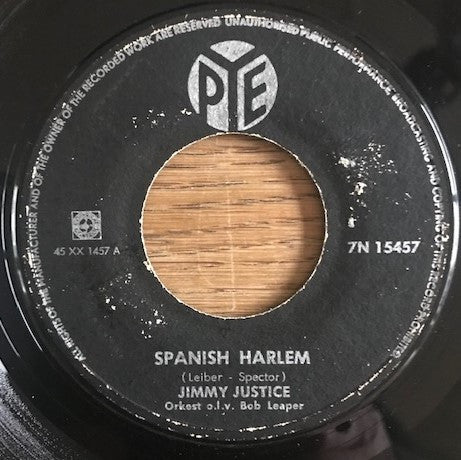 ALL RIGHTS OF THE MANUFACTURER AND OF THE OWNER OF THE RECORDED WORK ARE RESERVED UNAUTHORISED PUBLIC PERFORMANCE, BROADCASTING AND COPYING OF THIS RECORD PROHIBITED
PYE
45 XX 1457 A
7N 15457
SPANISH HARLEM
(Leiber - Spector)
JIMMY JUSTICE
Orkest o.l.v. Bob Leaper